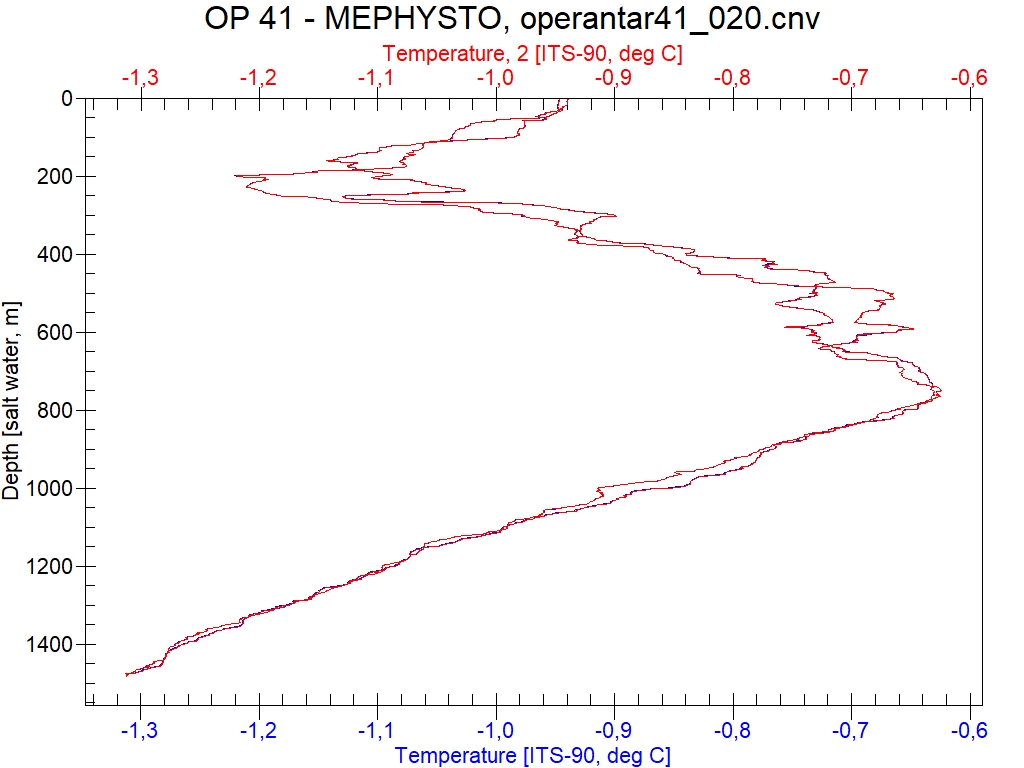 OP 41 - MEPHYSTO, operantar41_020.cnv
Temperature, 2 [ITS-90, deg C]
-1,3 -1,2 -1,1 -1,0 -0,9 -0,8 -0,7 -0,6
0
200
400
600
800
1000
1200
1400
Depth [salt water, m]
-1,3 -1,2 -1,1 -1,0 -0,9 -0,8 -0,7 -0,6
Temperature [ITS-90, deg C]